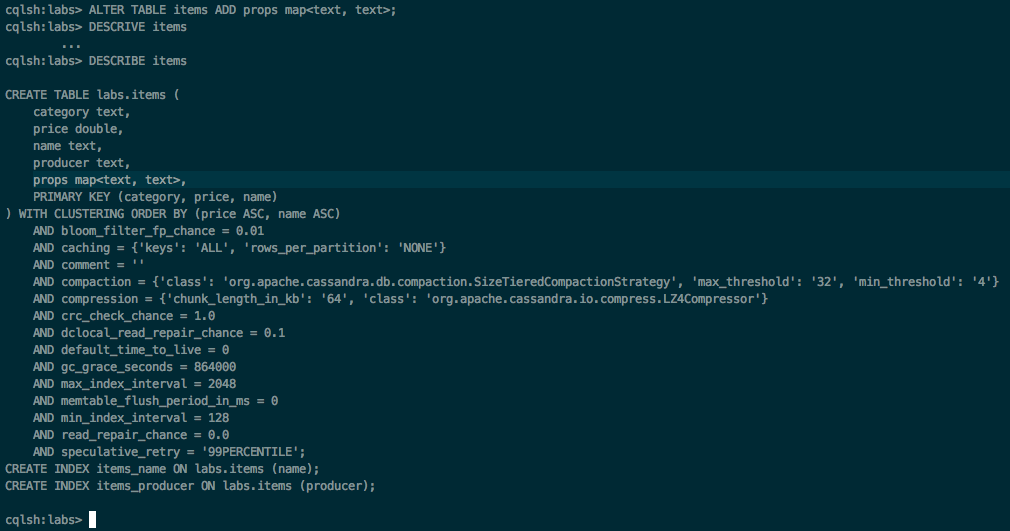 cqlsh:labs> ALTER TABLE items ADD props map<text, text>;
cqlsh:labs> DESCRIVE items
        ...
cqlsh:labs> DESCRIBE items

CREATE TABLE labs.items (
    category text,
    price double,
    name text,
    producer text,
    props map<text, text>,
    PRIMARY KEY (category, price, name)
) WITH CLUSTERING ORDER BY (price ASC, name ASC)
    AND bloom_filter_fp_chance = 0.01
    AND caching = {'keys': 'ALL', 'rows_per_partition': 'NONE'}
    AND comment = ''
    AND compaction = {'class': 'org.apache.cassandra.db.compaction.SizeTieredCompactionStrategy', 'max_threshold': '32', 'min_threshold': '4'}
    AND compression = {'chunk_length_in_kb': '64', 'class': 'org.apache.cassandra.io.compress.LZ4Compressor'}
    AND crc_check_chance = 1.0
    AND dclocal_read_repair_chance = 0.1
    AND default_time_to_live = 0
    AND gc_grace_seconds = 864000
    AND max_index_interval = 2048
    AND memtable_flush_period_in_ms = 0
    AND min_index_interval = 128
    AND read_repair_chance = 0.0
    AND speculative_retry = '99PERCENTILE';
CREATE INDEX items_name ON labs.items (name);
CREATE INDEX items_producer ON labs.items (producer);

cqlsh:labs>